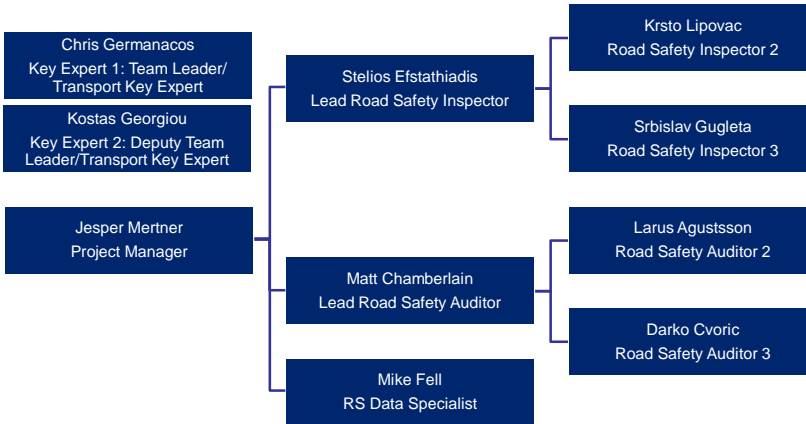 Chris Germanacos
Key Expert 1: Team Leader/
Transport Key Expert
Kostas Georgiou
Key Expert 2: Deputy Team
Leader/Transport Key Expert
Jesper Mertner
Project Manager
Stelios Efstathiadis
Lead Road Safety Inspector
Matt Chamberlain
Lead Road Safety Auditor
Mike Fell
RS Data Specialist
Krsto Lipovac
Road Safety Inspector 2
Srbislav Gugleta
Road Safety Inspector 3
Larus Agustsson
Road Safety Auditor 2
Darko Cvoric
Road Safety Auditor 3